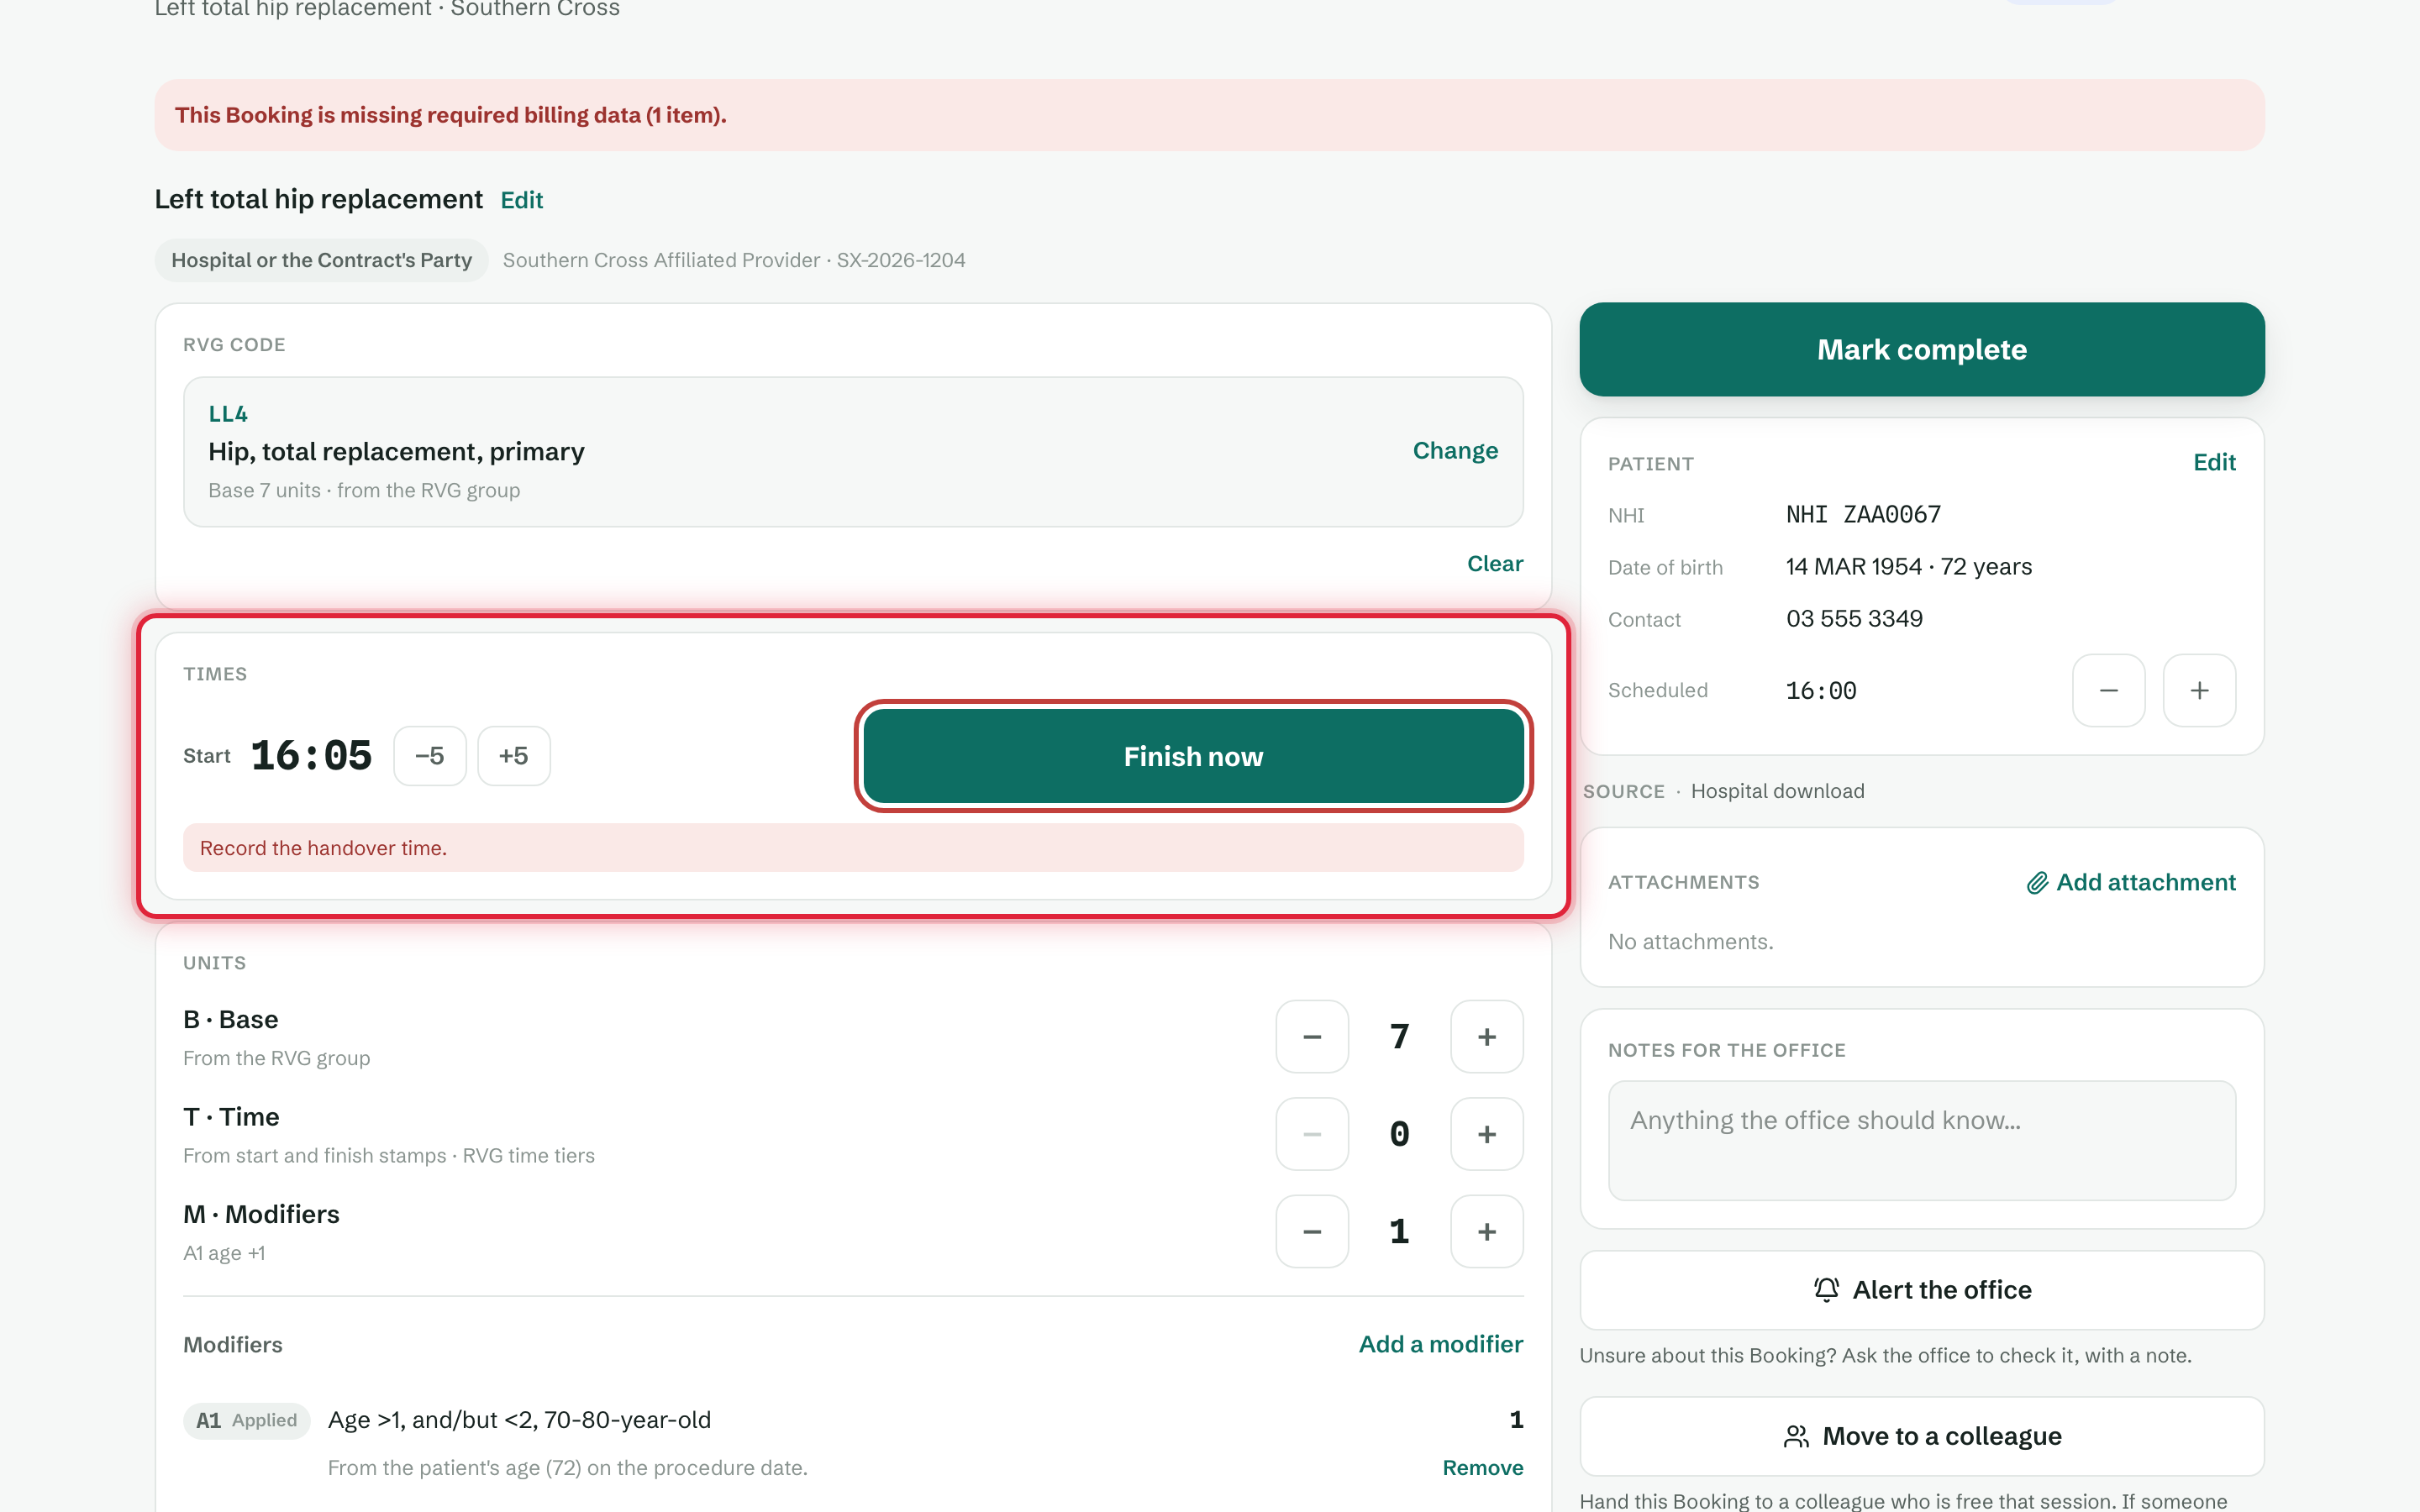 Left total hip replacement · Southern Cross
This Booking is missing required billing data (1 item).
Left total hip replacement Edit
Hospital or the Contract's Party Southern Cross Affiliated Provider · SX-2026-1204
RVG CODE
LL4
Hip, total replacement, primary
Base 7 units · from the RVG group
Change
Clear
TIMES
Start 16:05 −5 +5
Finish now
Record the handover time.
UNITS
B · Base
From the RVG group
− 7 +
T · Time
From start and finish stamps · RVG time tiers
− 0 +
M · Modifiers
A1 age +1
− 1 +
Modifiers
Add a modifier
A1 Applied Age >1, and/but <2, 70-80-year-old 1
From the patient's age (72) on the procedure date.
Remove
Mark complete
PATIENT
Edit
NHI NHI ZAA0067
Date of birth 14 MAR 1954 · 72 years
Contact 03 555 3349
Scheduled 16:00 − +
SOURCE · Hospital download
ATTACHMENTS
Add attachment
No attachments.
NOTES FOR THE OFFICE
Anything the office should know...
Alert the office
Unsure about this Booking? Ask the office to check it, with a note.
Move to a colleague
Hand this Booking to a colleague who is free that session. If someone